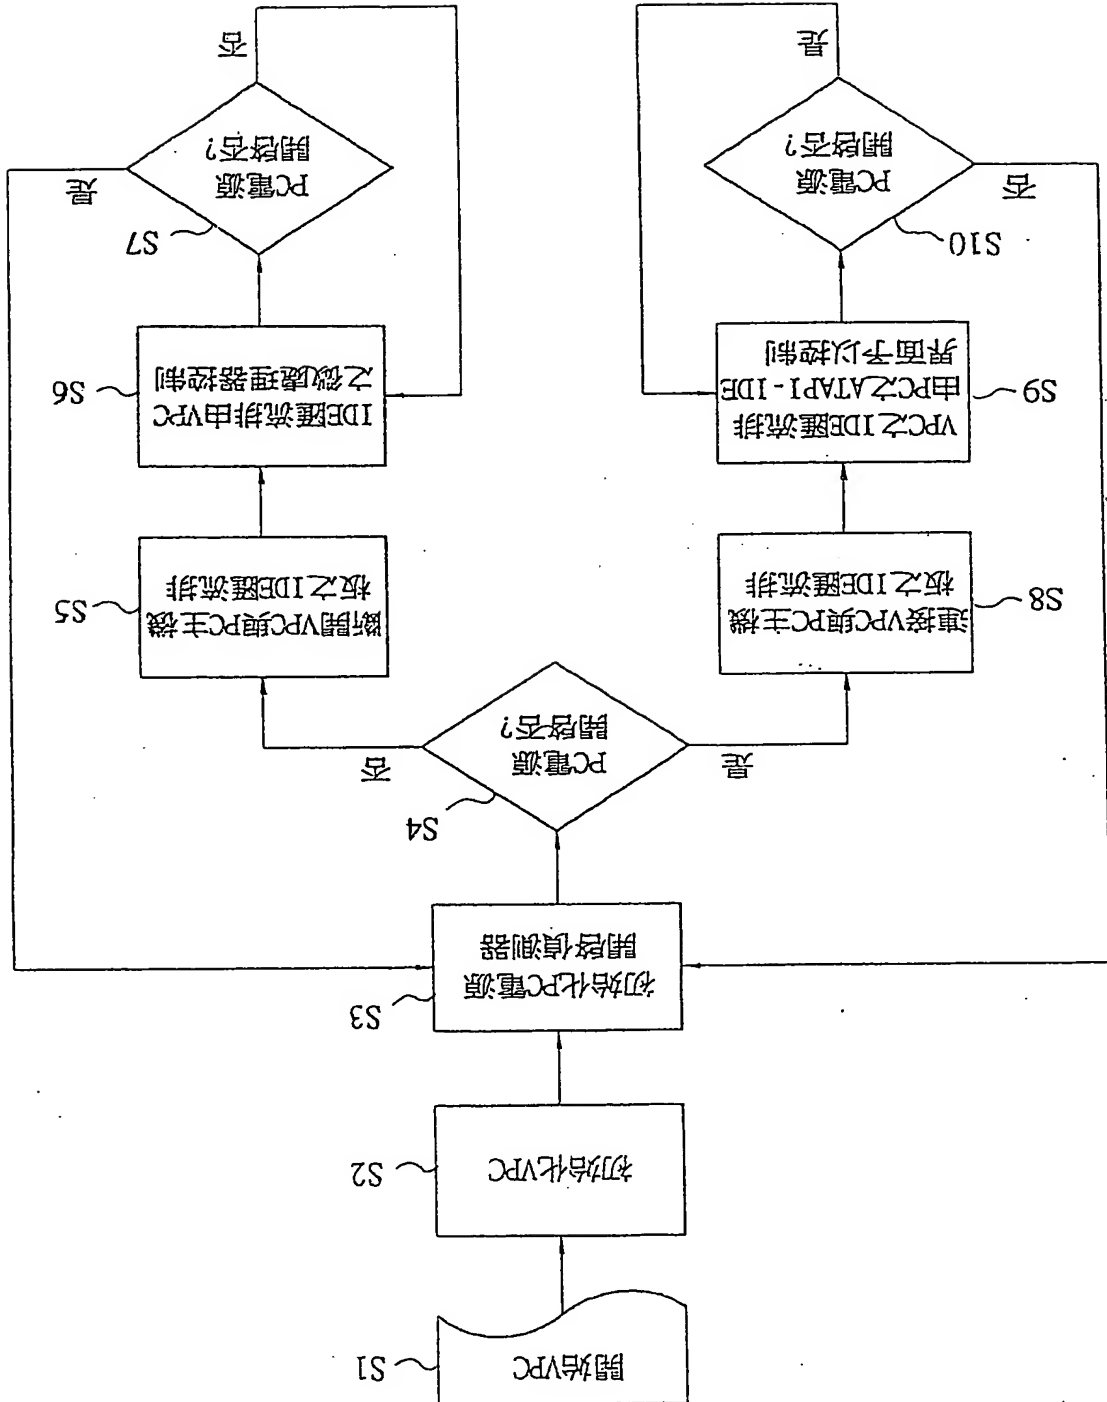 開始VPC
S1
初始化VPC
S2
初始化PC電源
開啓偵測器
S3
PC電源
開啓否?
S4
是
否
連接VPC與PC主機
板之IDE匯流排
S8
斷開VPC與PC主機
板之IDE匯流排
S5
VPC之IDE匯流排
由PC之ATAPI-IDE
界面予以控制
S9
IDE匯流排由VPC
之微處理器控制
S6
PC電源
開啓否?
S10
否
是
PC電源
開啓否?
S7
是
否